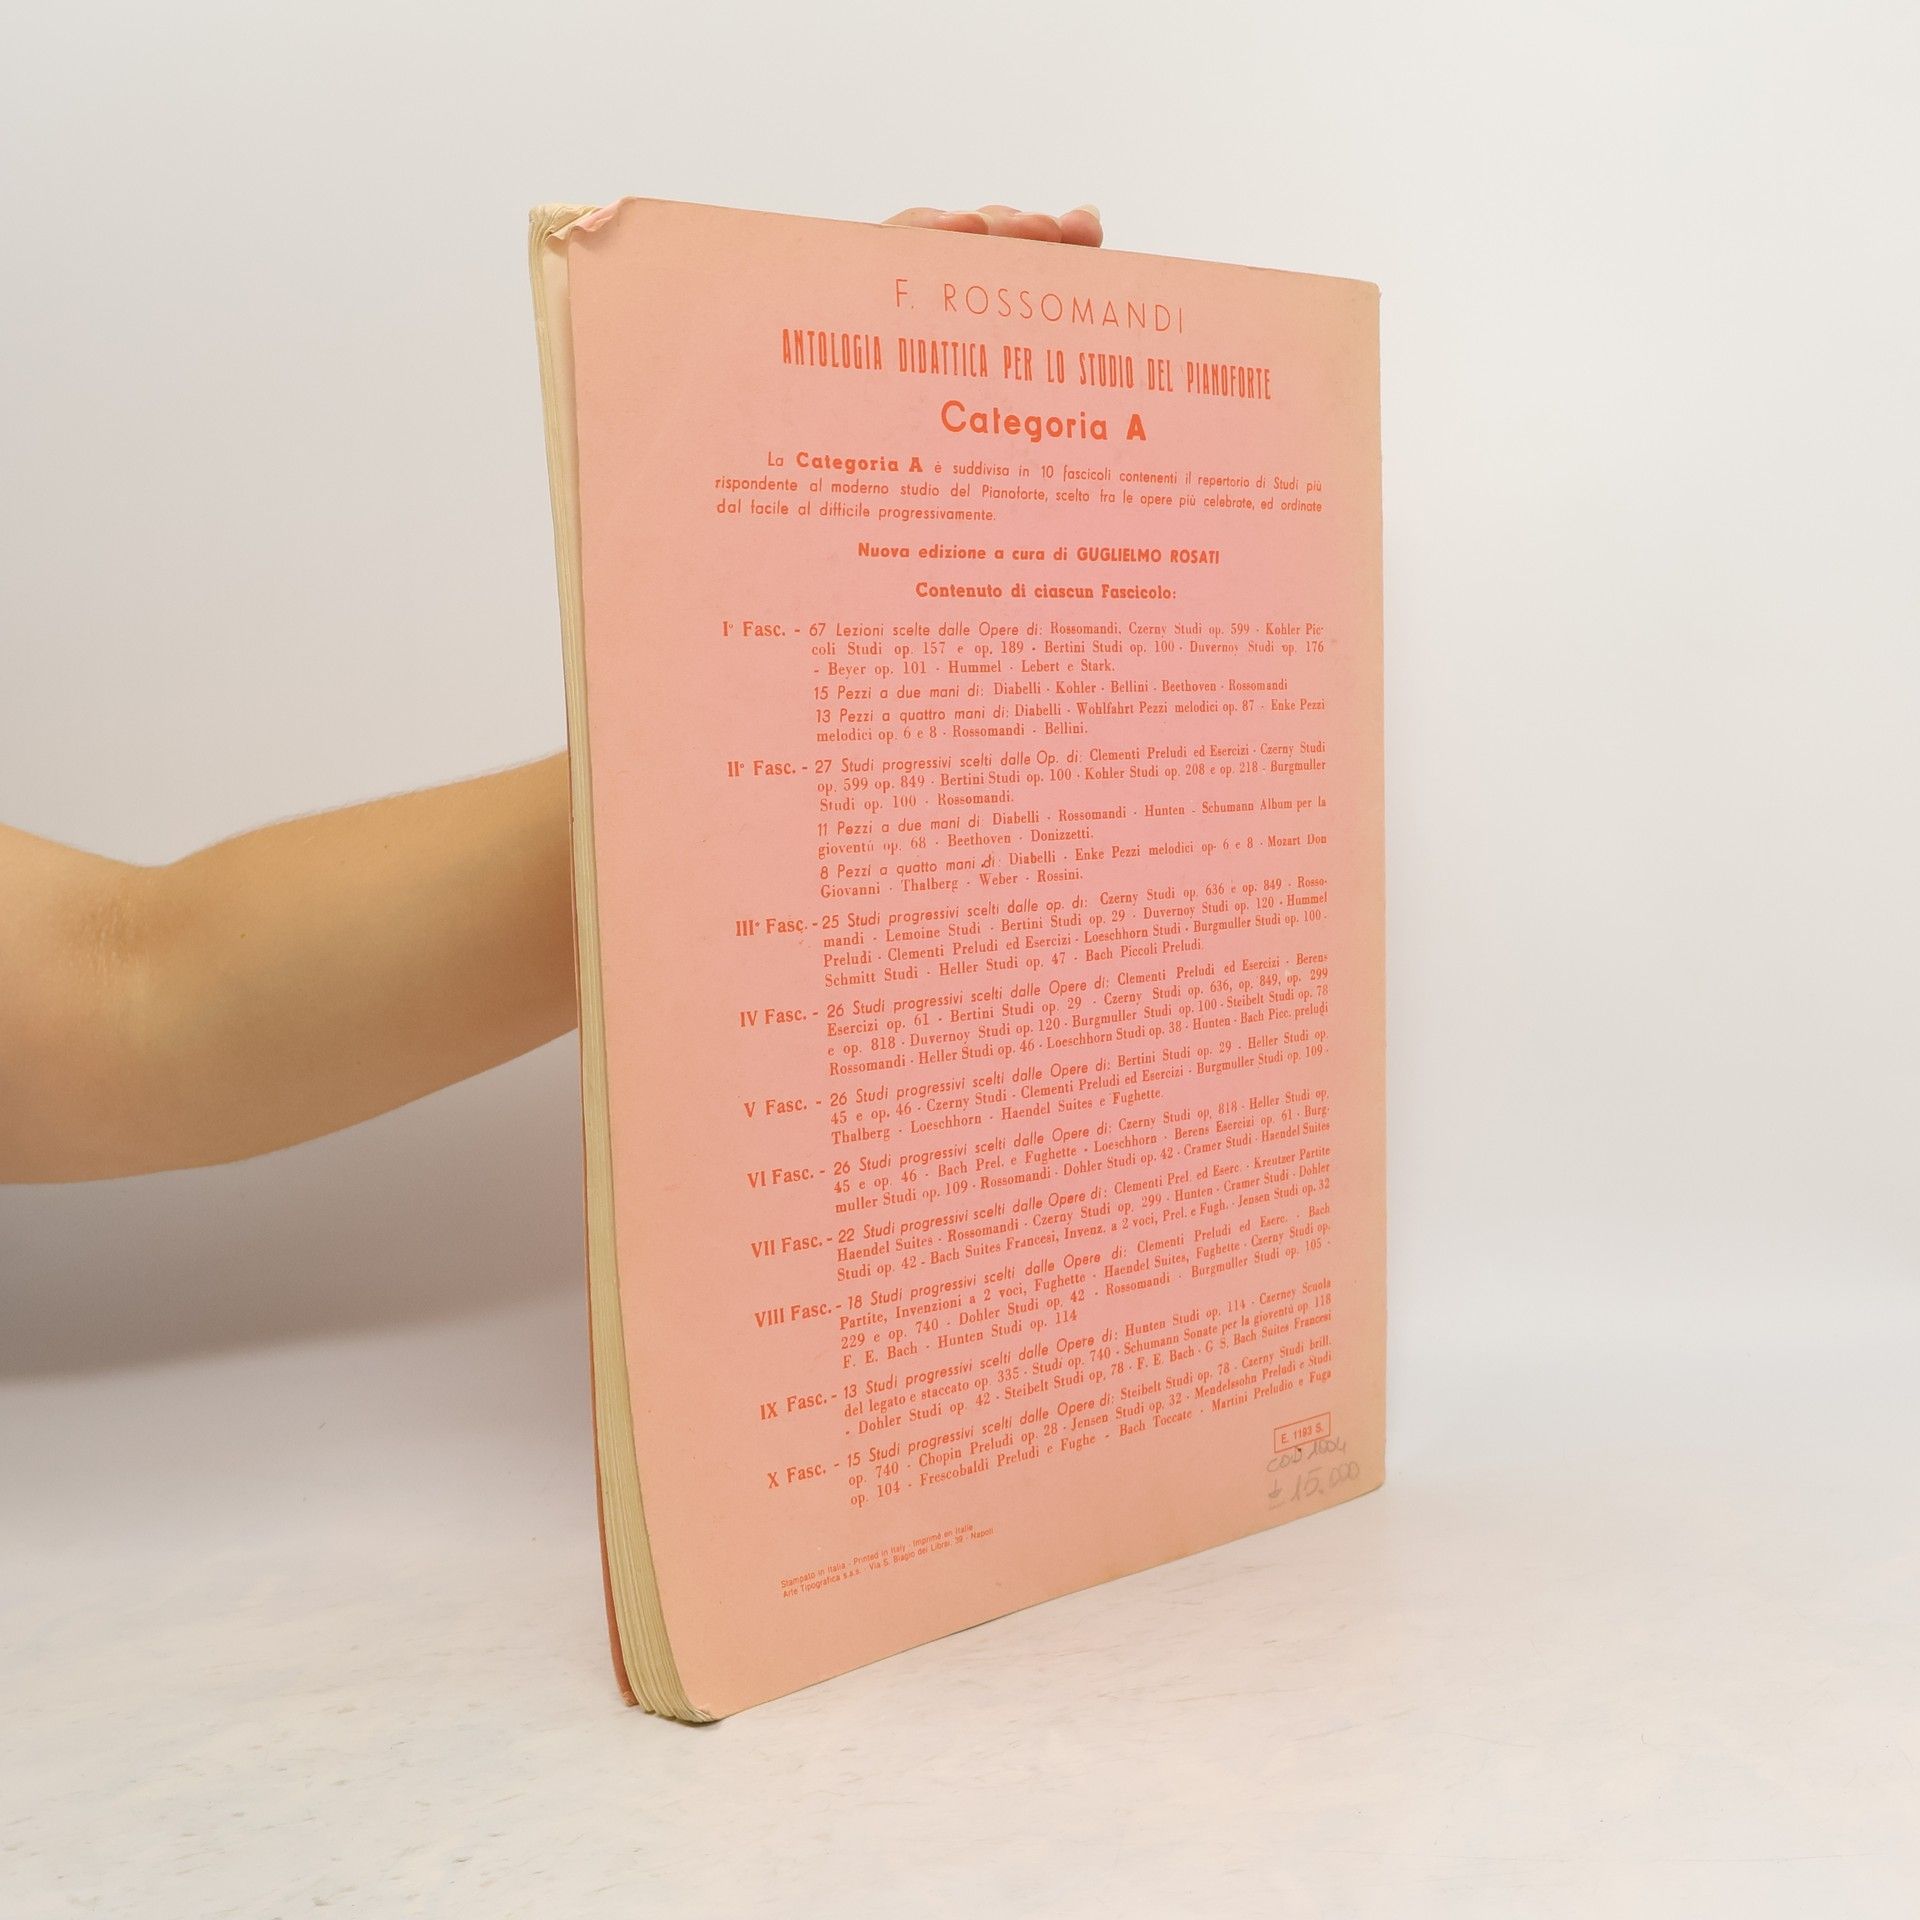 F. ROSSOMANDI
ANTOLOGIA DIDATTICA PER LO STUDIO DEL PIANOFORTE
Categoria A
La Categoria A è suddivisa in 10 fascicoli contenenti il repertorio di Studi più
rispondente al moderno studio del Pianoforte, scelto fra le opere più celebrate, ed ordinate
dal facile al difficile progressivamente.
Nuova edizione a cura di GUGLIELMO ROSATI
Contenuto di ciascun Fascicolo:
I° Fasc. - 67 Lezioni scelte dalle Opere di: Rossomandi, Czerny Studi op. 599 - Kohler Pic-
coli Studi op. 157 e op. 189 - Bertini Studi op. 100 - Duvernoy Studi op. 176
- Beyer op. 101 - Hummel - Lebert e Stark.
15 Pezzi a due mani di: Diabelli - Kohler - Bellini - Beethoven - Rossomandi
13 Pezzi a quattro mani di: Diabelli - Wohlfahrt Pezzi melodici op. 87 - Enke Pezzi
melodici op. 6 e 8 - Rossomandi - Bellini.
II° Fasc. - 27 Studi progressivi scelti dalle Op. di: Clementi Preludi ed Esercizi - Czerny Studi
op. 599 op. 849 - Bertini Studi op. 100 - Kohler Studi op. 208 e op. 218 - Burgmuller
Studi op. 100 - Rossomandi.
11 Pezzi a due mani di: Diabelli - Rossomandi - Hunten - Schumann Album per la
gioventù op. 68 - Beethoven - Donizzetti.
8 Pezzi a quatto mani di: Diabelli - Enke Pezzi melodici op- 6 e 8 - Mozart Don
Giovanni - Thalberg - Weber - Rossini.
III° Fasc. - 25 Studi progressivi scelti dalle op. di: Czerny Studi op. 636 e op. 849 - Rosso-
mandi - Lemoine Studi - Bertini Studi op. 29 - Duvernoy Studi op. 120 - Hummel
Preludi - Clementi Preludi ed Esercizi - Loeschhorn Studi - Burgmuller Studi op. 100 -
Schmitt Studi - Heller Studi op. 47 - Bach Piccoli Preludi.
IV Fasc. - 26 Studi progressivi scelti dalle Opere di: Clementi Preludi ed Esercizi - Berens
Esercizi op. 61 - Bertini Studi op. 29 - Czerny Studi op. 636, op. 849, op. 299
e op. 818 - Duvernoy Studi op. 120 - Burgmuller Studi op. 100 - Steibelt Studi op. 78
Rossomandi - Heller Studi op. 46 - Loeschhorn Studi op. 38 - Hunten - Bach Picc. preludi
V Fasc. - 26 Studi progressivi scelti dalle Opere di: Bertini Studi op. 29 - Heller Studi op.
45 e op. 46 - Czerny Studi - Clementi Preludi ed Esercizi - Burgmuller Studi op. 109 -
Thalberg - Loeschhorn - Haendel Suites e Fughette.
VI Fasc. - 26 Studi progressivi scelti dalle Opere di: Czerny Studi op. 818 - Heller Studi op.
45 e op. 46 - Bach Prel. e Fughette - Loeschhorn - Berens Esercizi op. 61 - Burg-
muller Studi op. 109 - Rossomandi - Dohler Studi op. 42 - Cramer Studi - Haendel Suites
VII Fasc. - 22 Studi progressivi scelti dalle Opere di: Clementi Prel. ed Eserc. - Kreutzer Partite
Haendel Suites - Rossomandi - Czerny Studi op. 299 - Hunten - Cramer Studi - Dohler
Studi op. 42 - Bach Suites Francesi, Invenz. a 2 voci, Prel. e Fugh. - Jensen Studi op. 32
VIII Fasc. - 18 Studi progressivi scelti dalle Opere di: Clementi Preludi ed Eserc. - Bach
Partite, Invenzioni a 2 voci, Fughette - Haendel Suites, Fughette - Czerny Studi op.
229 e op. 740 - Dohler Studi op. 42 - Rossomandi - Burgmuller Studi op. 105 -
F. E. Bach - Hunten Studi op. 114
IX Fasc. - 13 Studi progressivi scelti dalle Opere di: Hunten Studi op. 114 - Czerney Scuola
del legato e staccato op. 335 - Studi op. 740 - Schumann Sonate per la gioventù op. 118
- Dohler Studi op. 42 - Steibelt Studi op. 78 - F. E. Bach - G S. Bach Suites Francesi
X Fasc. - 15 Studi progressivi scelti dalle Opere di: Steibelt Studi op. 78 - Czerny Studi brill.
op. 740 - Chopin Preludi op. 28 - Jensen Studi op. 32 - Mendelssohn Preludi e Studi
op. 104 - Frescobaldi Preludi e Fughe - Bach Toccate - Martini Preludio e Fuga
E. 1193 S.
COD 1004
£ 15.000
Stampato in Italia - Printed in Italy - Imprimé en Italie
Arte Tipografica s.a.s. - Via S. Biagio dei Librai, 39 - Napoli